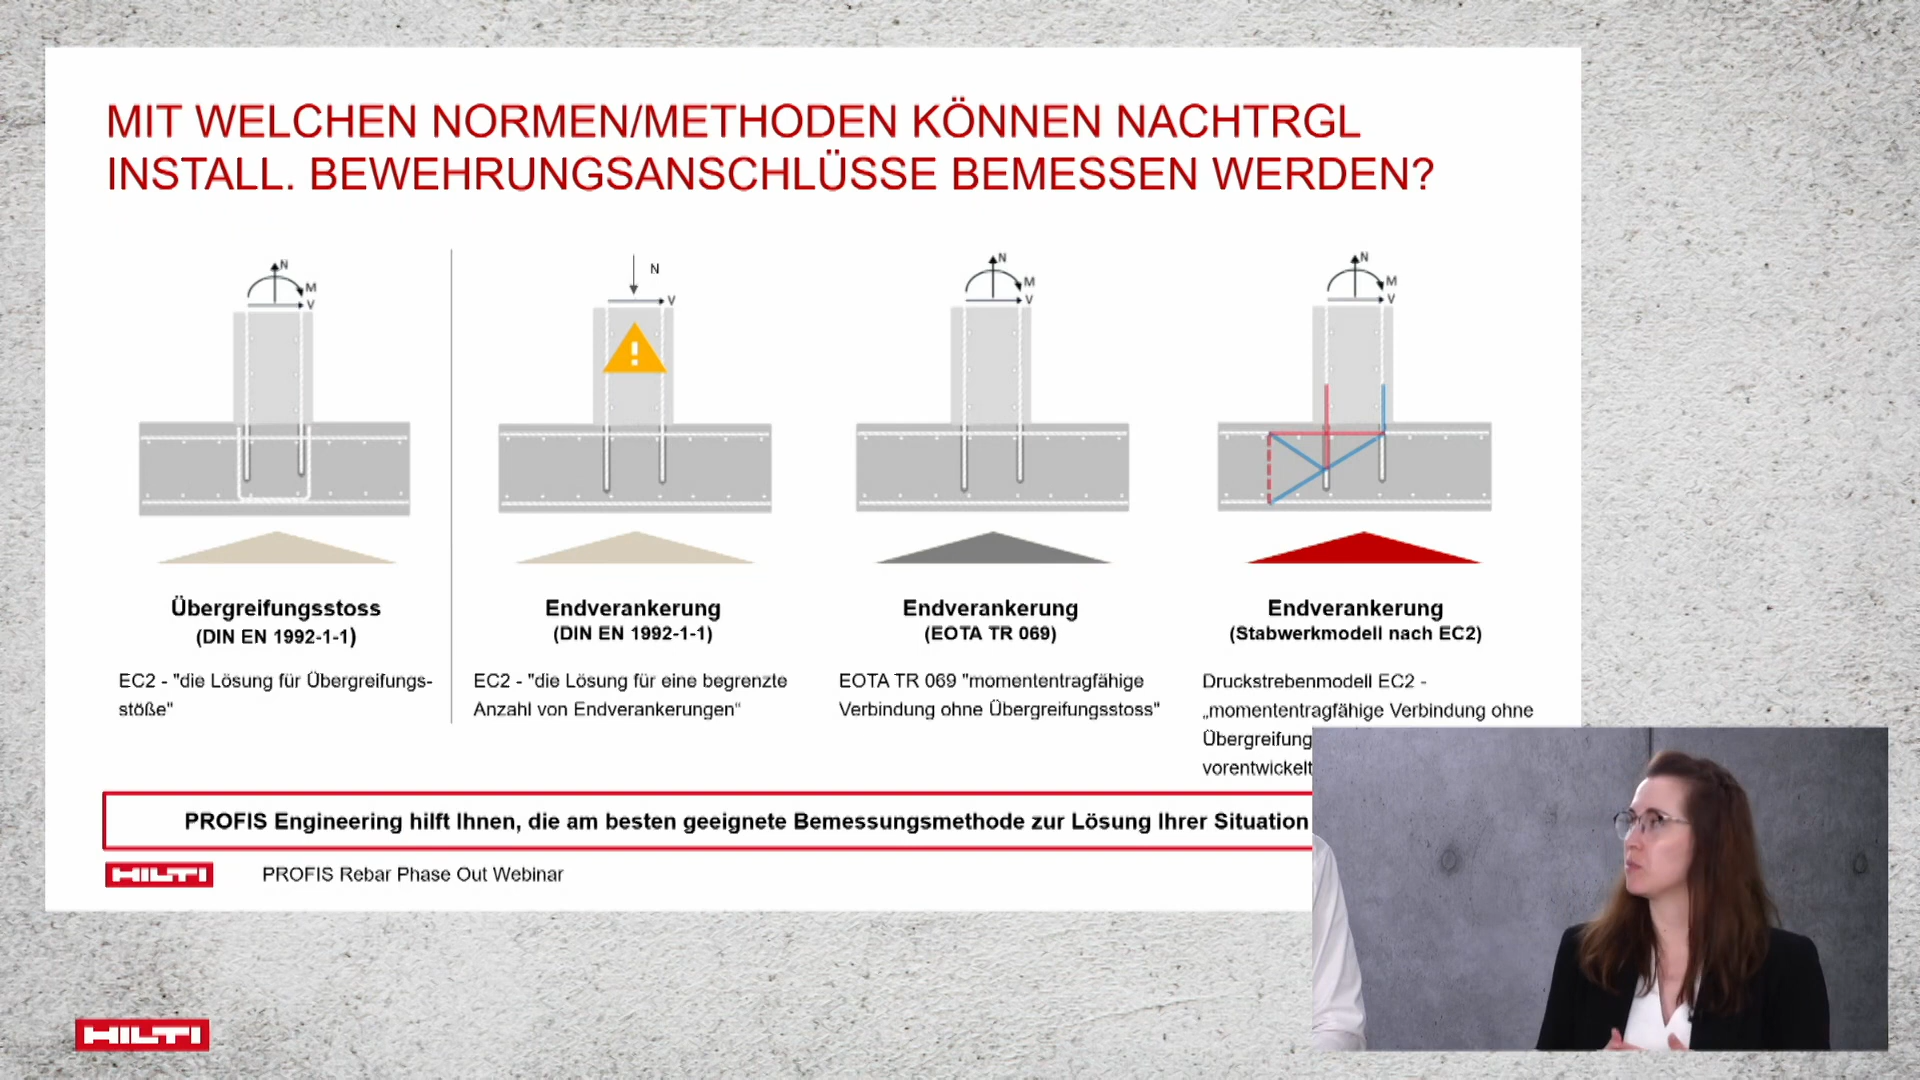 MIT WELCHEN NORMEN/METHODEN KÖNNEN NACHTRGL
INSTALL. BEWEHRUNGSANSCHLÜSSE BEMESSEN WERDEN?
N
M
V
N
V
N
M
V
N
M
V
Übergreifungsstoss
(DIN EN 1992-1-1)
EC2 - "die Lösung für Übergreifungs-
stöße"
Endverankerung
(DIN EN 1992-1-1)
EC2 - "die Lösung für eine begrenzte
Anzahl von Endverankerungen“
Endverankerung
(EOTA TR 069)
EOTA TR 069 "momententragfähige
Verbindung ohne Übergreifungsstoss"
Endverankerung
(Stabwerkmodell nach EC2)
Druckstrebenmodell EC2 -
„momententragfähige Verbindung ohne
Übergreifung
vorentwickelt
PROFIS Engineering hilft Ihnen, die am besten geeignete Bemessungsmethode zur Lösung Ihrer Situation
HILTI
PROFIS Rebar Phase Out Webinar
HILTI